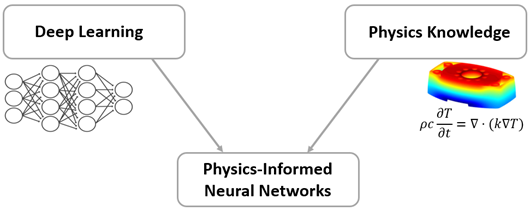 Deep Learning
Physics Knowledge
ρc ∂T/∂t = ∇ · (k∇T)
Physics-Informed
Neural Networks